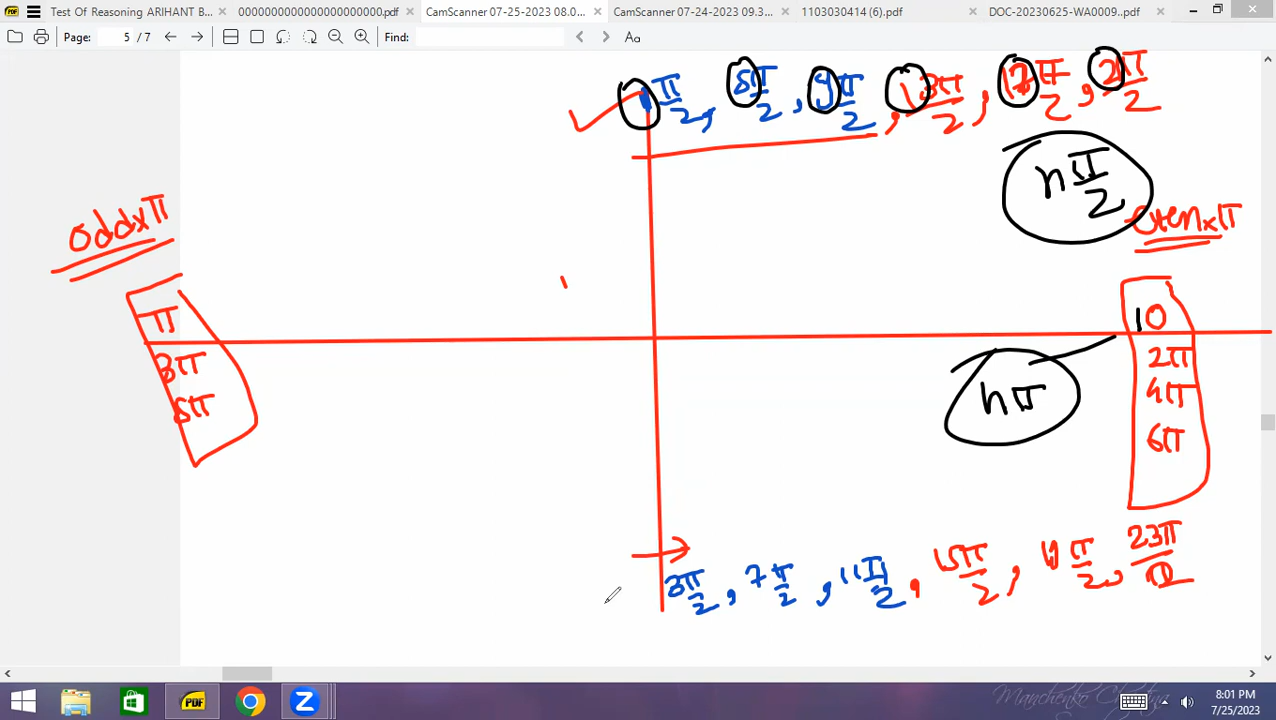 Test Of Reasoning ARIHANT B...
000000000000000000000.pdf
CamScanner 07-25-2023 08.0...
CamScanner 07-24-2023 09.3...
1103030414 (6).pdf
DOC-20230625-WA0009..pdf
Page: 5 / 7
Find:
π/2, 5π/2, 9π/2, 13π/2, 17π/2, 21π/2
nπ/2
odd×π
even×π
π
3π
5π
0
2π
4π
6π
nπ
3π/2, 7π/2, 11π/2, 15π/2, 19π/2, 23π/2
Manchenko Christina
8:01 PM
7/25/2023